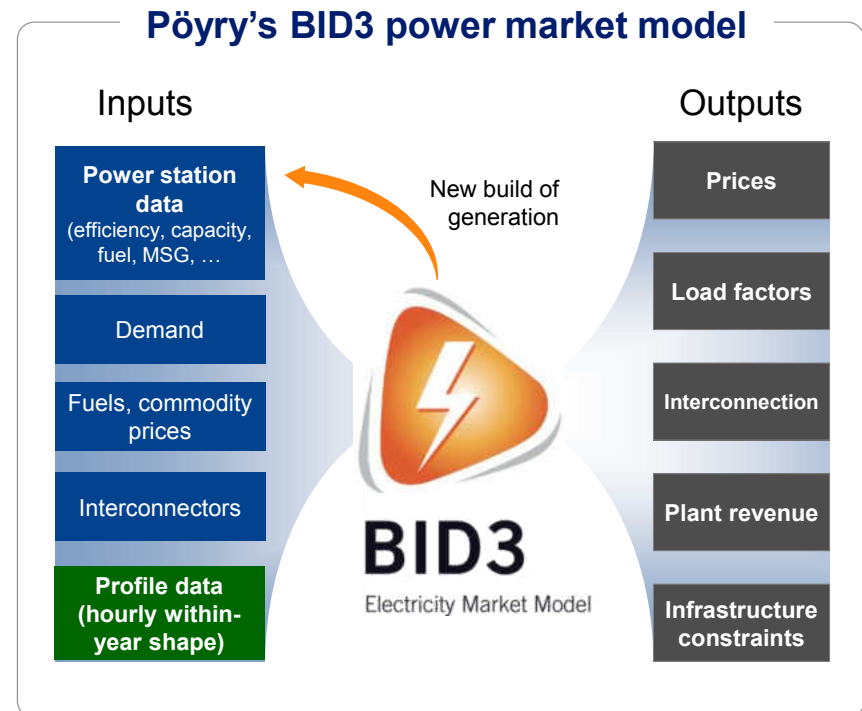 Pöyry's BID3 power market model
Inputs
Outputs
Power station
data
(efficiency, capacity,
fuel, MSG, …
Demand
Fuels, commodity
prices
Interconnectors
Profile data
(hourly within-
year shape)
New build of
generation
BID3
Electricity Market Model
Prices
Load factors
Interconnection
Plant revenue
Infrastructure
constraints